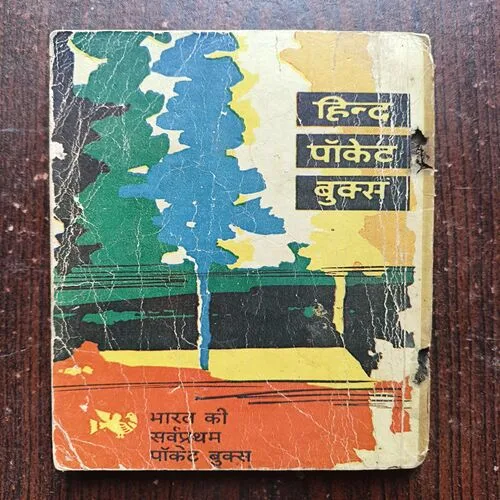 हिन्द
पॉकेट
बुक्स
भारत की
सर्वप्रथम
पॉकेट बुक्स